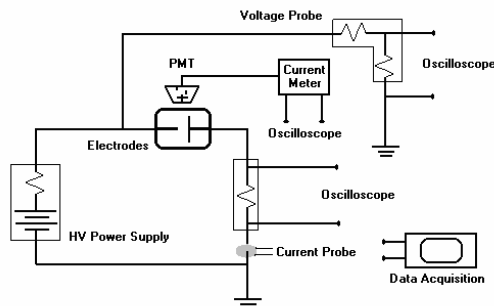 Voltage Probe
PMT
Current
Meter
Oscilloscope
Oscilloscope
Electrodes
Oscilloscope
HV Power Supply
Current Probe
Data Acquisition